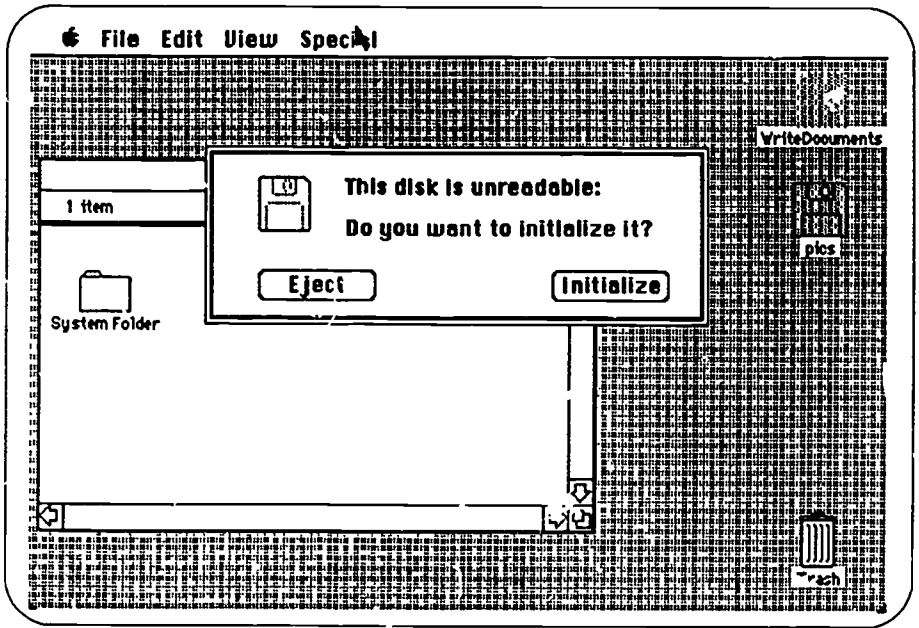 File Edit View Special
WriteDocuments
This disk is unreadable:
1 item
Do you want to initialize it?
pics
Eject Initialize
System Folder
Trash